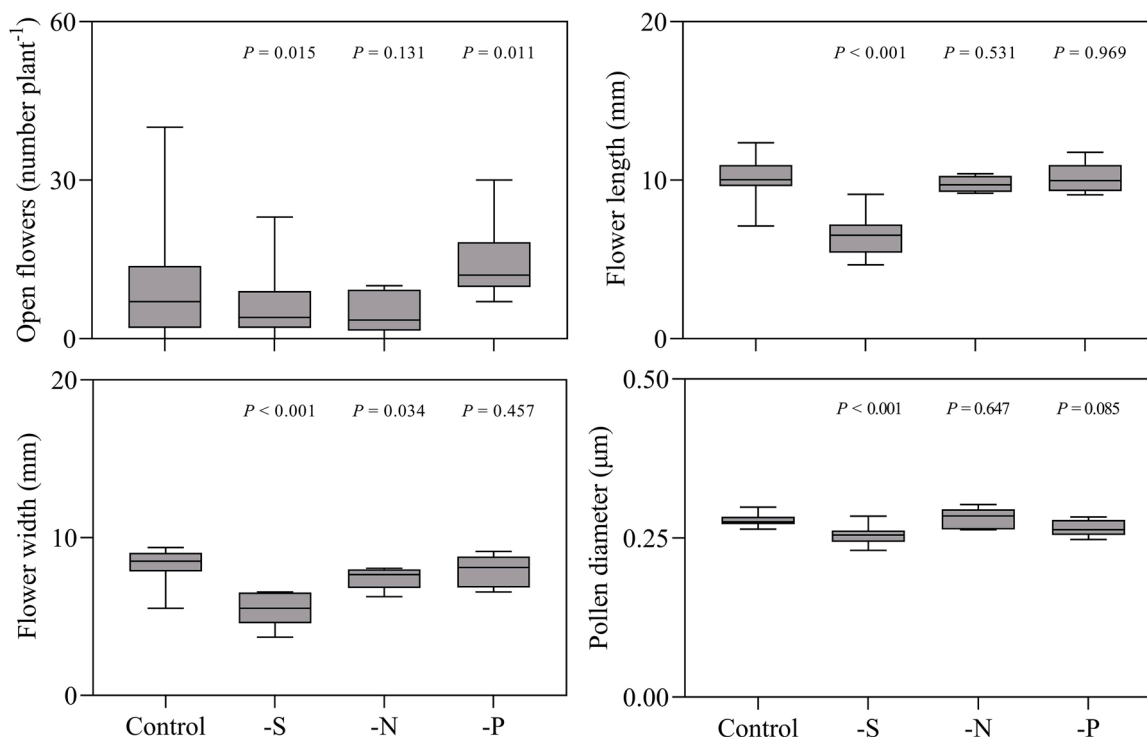 Open flowers (number plant⁻¹)
60
30
0
P = 0.015 P = 0.131 P = 0.011
Flower length (mm)
20
10
0
P < 0.001 P = 0.531 P = 0.969
Flower width (mm)
20
10
0
P < 0.001 P = 0.034 P = 0.457
Control -S -N -P
Pollen diameter (µm)
0.50
0.25
0.00
P < 0.001 P = 0.647 P = 0.085
Control -S -N -P